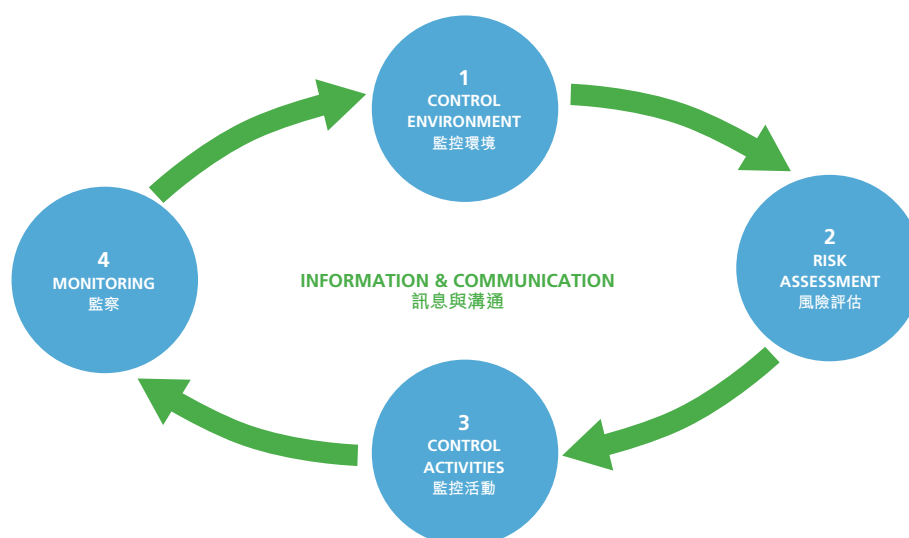 1
CONTROL
ENVIRONMENT
監控環境
2
RISK
ASSESSMENT
風險評估
4
MONITORING
監察
INFORMATION & COMMUNICATION
訊息與溝通
3
CONTROL
ACTIVITIES
監控活動